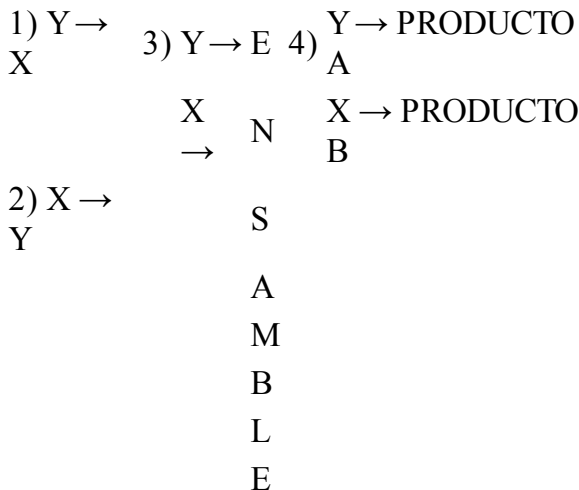 1) Y →
X
2) X →
Y
3) Y → E
X
→
N
S
A
M
B
L
E
4) Y → PRODUCTO
A
X → PRODUCTO
B